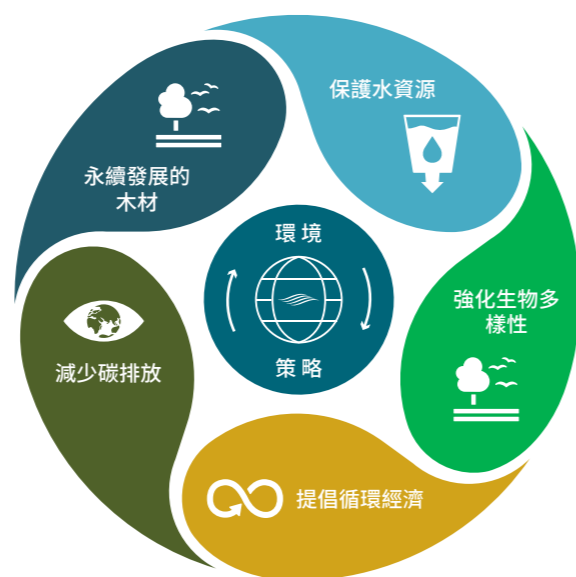 保護水資源
永續發展的
木材
環境
策略
強化生物多
樣性
減少碳排放
提倡循環經濟